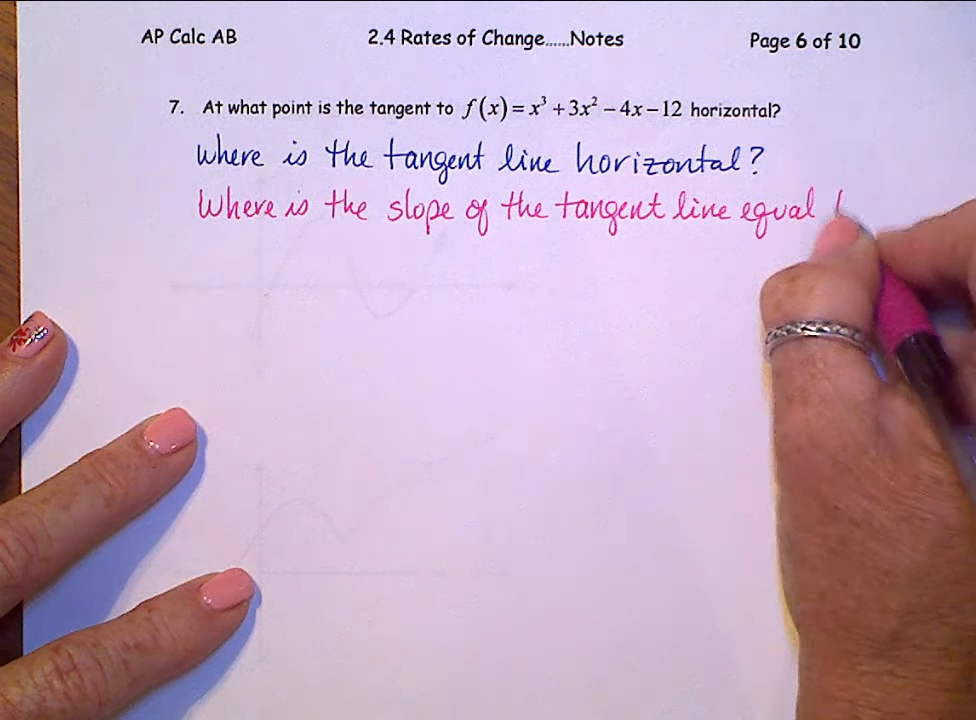 AP Calc AB 2.4 Rates of Change......Notes Page 6 of 10
7. At what point is the tangent to f(x) = x³ + 3x² − 4x − 12 horizontal?
Where is the tangent line horizontal?
Where is the slope of the tangent line equal